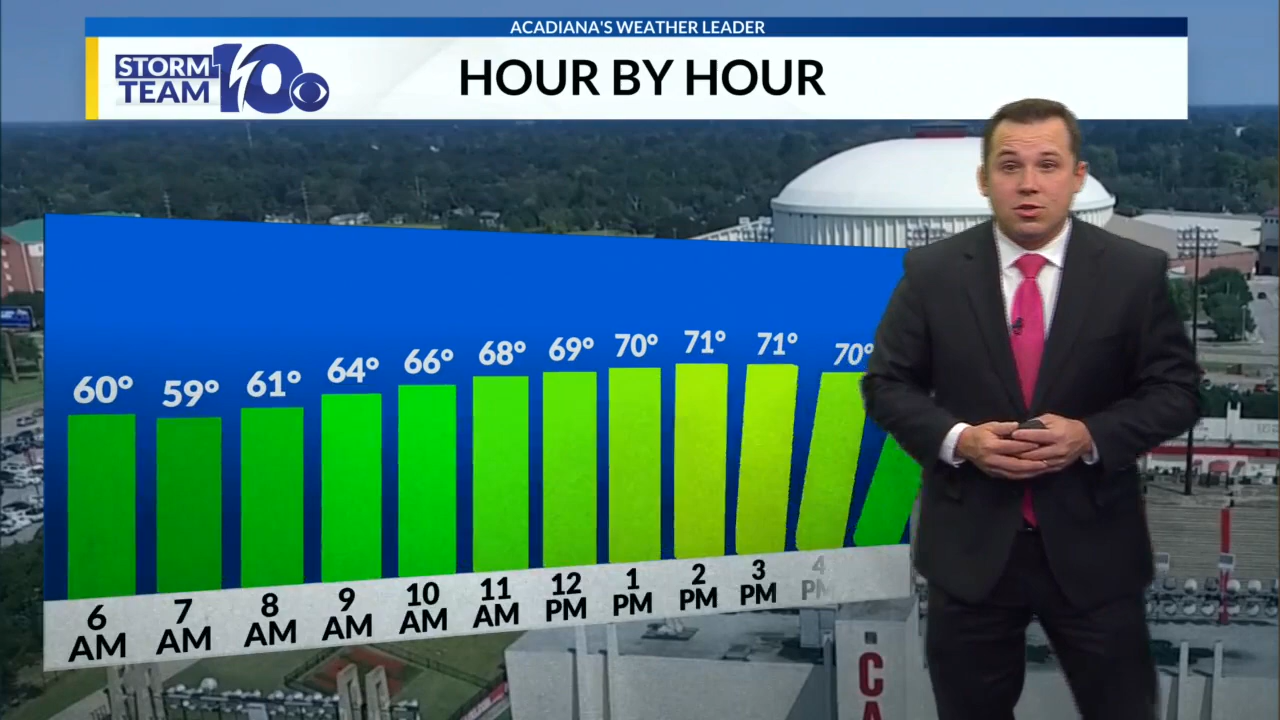 ACADIANA'S WEATHER LEADER
STORM
TEAM
10
HOUR BY HOUR
60° 59° 61° 64° 66° 68° 69° 70° 71° 71° 70°
6 7 8 9 10 11 12 1 2 3 4
AM AM AM AM AM AM PM PM PM PM PM
CA